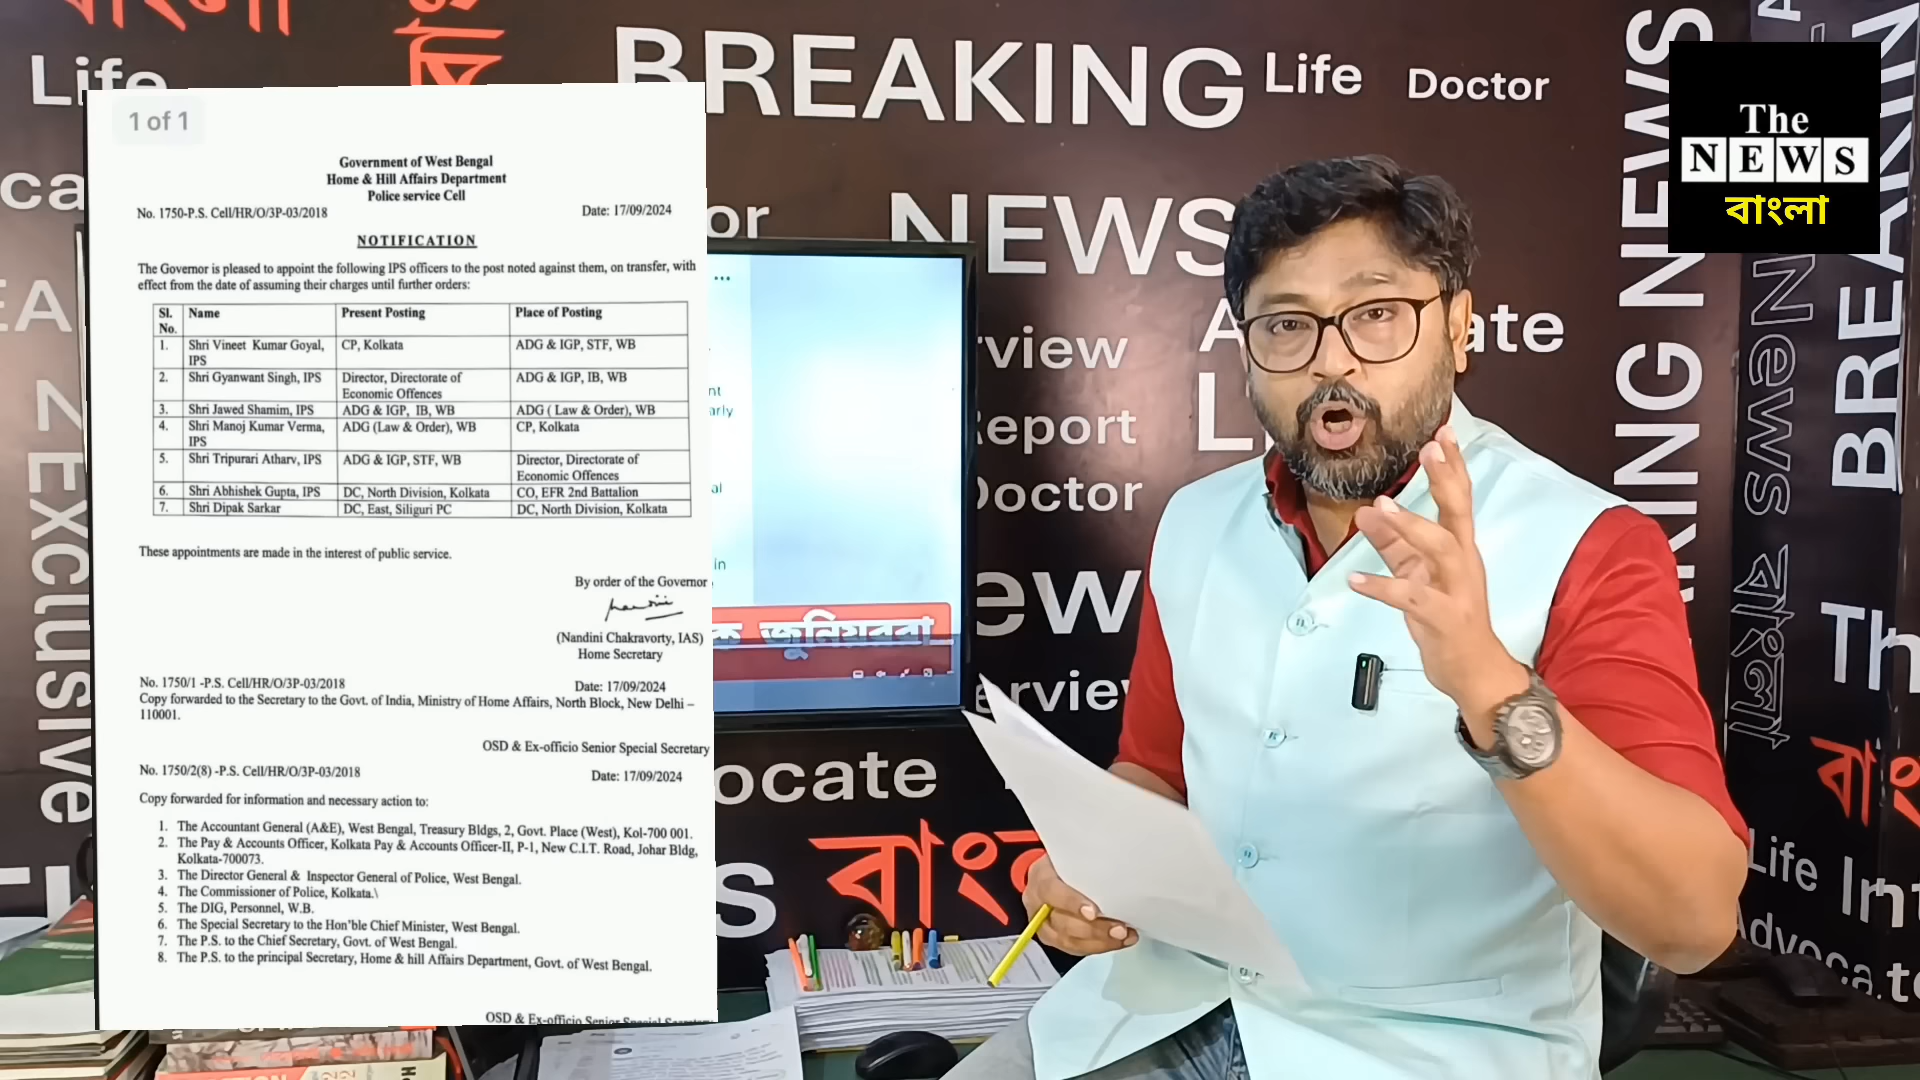 1 of 1
Government of West Bengal
Home & Hill Affairs Department
Police service Cell
No. 1750-P.S. Cell/HR/O/3P-03/2018 Date: 17/09/2024
NOTIFICATION
The Governor is pleased to appoint the following IPS officers to the post noted against them, on transfer, with
effect from the date of assuming their charges until further orders:
Sl. No. Name Present Posting Place of Posting
1. Shri Vineet Kumar Goyal, IPS CP, Kolkata ADG & IGP, STF, WB
2. Shri Gyanwant Singh, IPS Director, Directorate of Economic Offences ADG & IGP, IB, WB
3. Shri Jawed Shamim, IPS ADG & IGP, IB, WB ADG ( Law & Order), WB
4. Shri Manoj Kumar Verma, IPS ADG (Law & Order), WB CP, Kolkata
5. Shri Tripurari Atharv, IPS ADG & IGP, STF, WB Director, Directorate of Economic Offences
6. Shri Abhishek Gupta, IPS DC, North Division, Kolkata CO, EFR 2nd Battalion
7. Shri Dipak Sarkar DC, East, Siliguri PC DC, North Division, Kolkata
These appointments are made in the interest of public service.
By order of the Governor
(Nandini Chakravorty, IAS)
Home Secretary
No. 1750/1 -P.S. Cell/HR/O/3P-03/2018 Date: 17/09/2024
Copy forwarded to the Secretary to the Govt. of India, Ministry of Home Affairs, North Block, New Delhi –
110001.
OSD & Ex-officio Senior Special Secretary
No. 1750/2(8) -P.S. Cell/HR/O/3P-03/2018 Date: 17/09/2024
Copy forwarded for information and necessary action to:
1. The Accountant General (A&E), West Bengal, Treasury Bldgs, 2, Govt. Place (West), Kol-700 001.
2. The Pay & Accounts Officer, Kolkata Pay & Accounts Officer-II, P-1, New C.I.T. Road, Johar Bldg,
Kolkata-700073.
3. The Director General & Inspector General of Police, West Bengal.
4. The Commissioner of Police, Kolkata.\
5. The DIG, Personnel, W.B.
6. The Special Secretary to the Hon'ble Chief Minister, West Bengal.
7. The P.S. to the Chief Secretary, Govt. of West Bengal.
8. The P.S. to the principal Secretary, Home & hill Affairs Department, Govt. of West Bengal.
OSD & Ex-officio Senior Special Secretary
The
NEWS
বাংলা
Life
বাংলা
BREAKING
Life
Doctor
NEWS
Report
Doctor
জুনিয়ররা
ocate
বাং
Exclusive
NEWS
BREAKIN
News বাংলা
Life